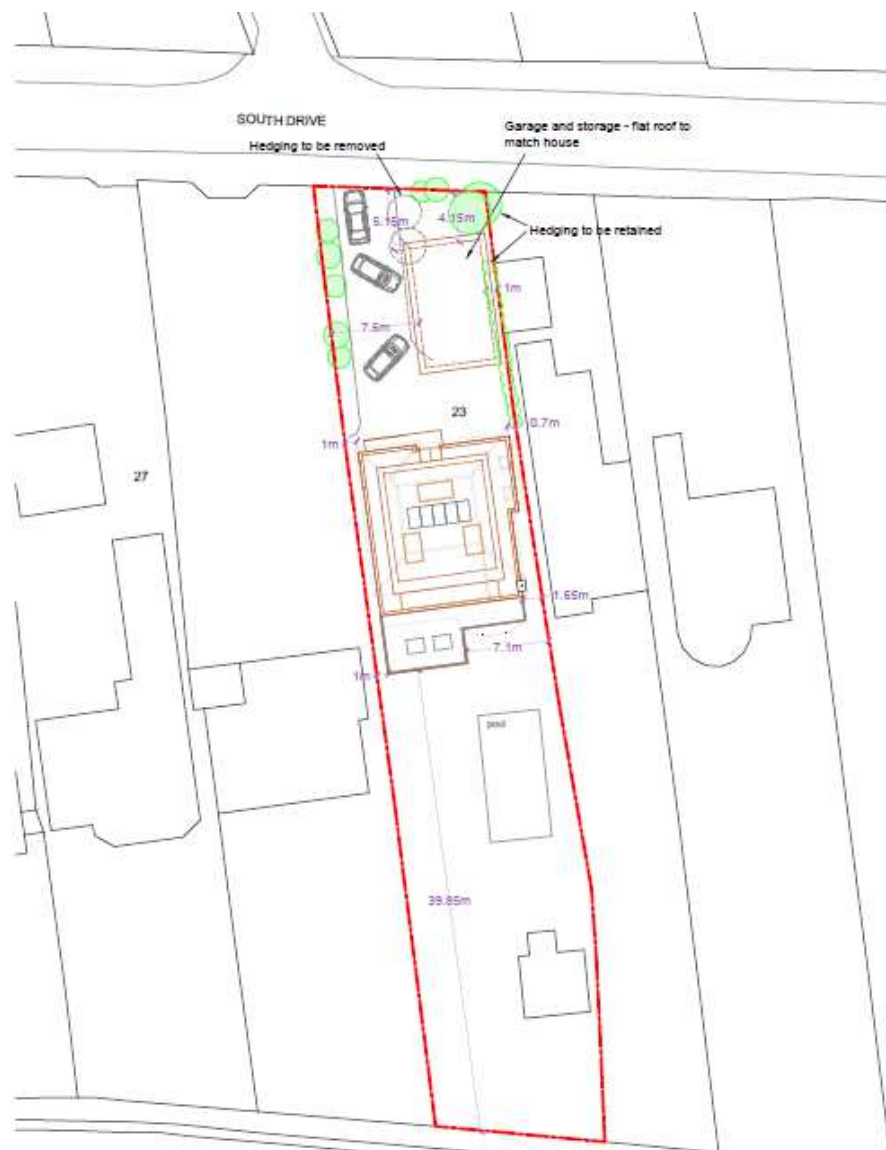 SOUTH DRIVE
Garage and storage - flat roof to
match house
Hedging to be removed
5.15m
4.15m
Hedging to be retained
1m
7.5m
23
0.7m
1m
27
1.65m
7.1m
1m
39.85m